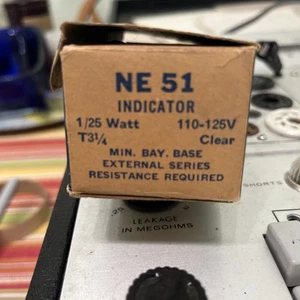 NE 51
INDICATOR
1/25 Watt 110-125V
T3¼ Clear
MIN. BAY. BASE
EXTERNAL SERIES
RESISTANCE REQUIRED
SHORTS
.25
LEAKAGE
IN MEGOHMS